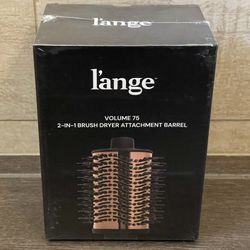 l'ange
VOLUME 75
2-IN-1 BRUSH DRYER ATTACHMENT BARREL